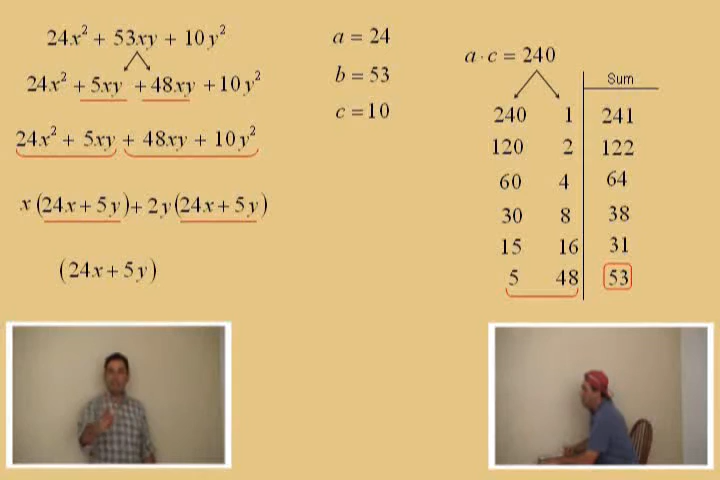 24x² + 53xy + 10y²
24x² + 5xy + 48xy + 10y²
24x² + 5xy + 48xy + 10y²
x(24x + 5y) + 2y(24x + 5y)
(24x + 5y)
a = 24
b = 53
c = 10
a · c = 240
Sum
240 1 241
120 2 122
60 4 64
30 8 38
15 16 31
5 48 53